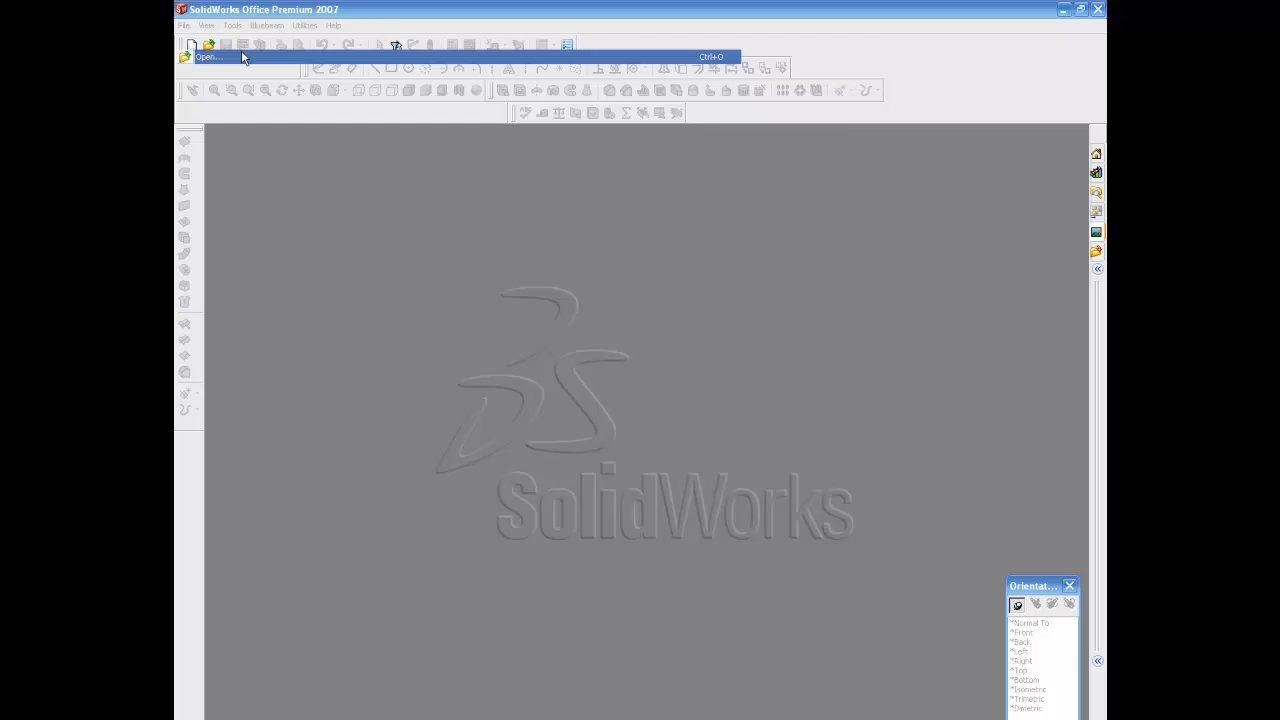 SolidWorks Office Premium 2007
File View Tools Bluebeam Utilities Help
Open... Ctrl+O
SolidWorks
Orientat...
*Normal To
*Front
*Back
*Left
*Right
*Top
*Bottom
*Isometric
*Trimetric
*Dimetric